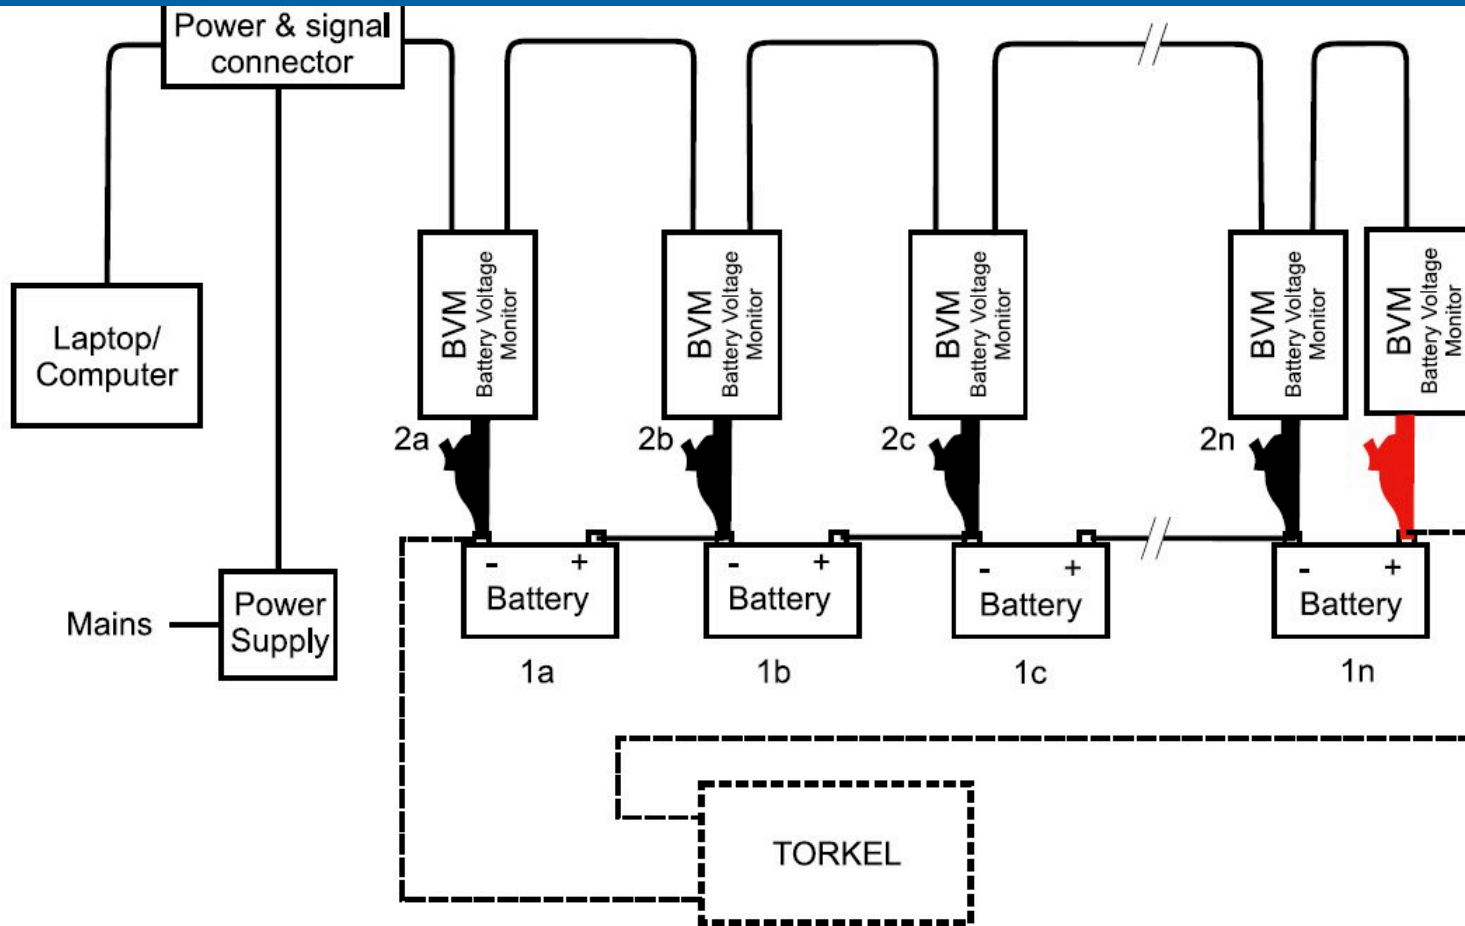 Power & signal
connector
Laptop/
Computer
BVM
Battery Voltage
Monitor
BVM
Battery Voltage
Monitor
BVM
Battery Voltage
Monitor
BVM
Battery Voltage
Monitor
BVM
Battery Voltage
Monitor
2a
2b
2c
2n
- +
Battery
- +
Battery
- +
Battery
- +
Battery
1a
1b
1c
1n
Mains
Power
Supply
TORKEL